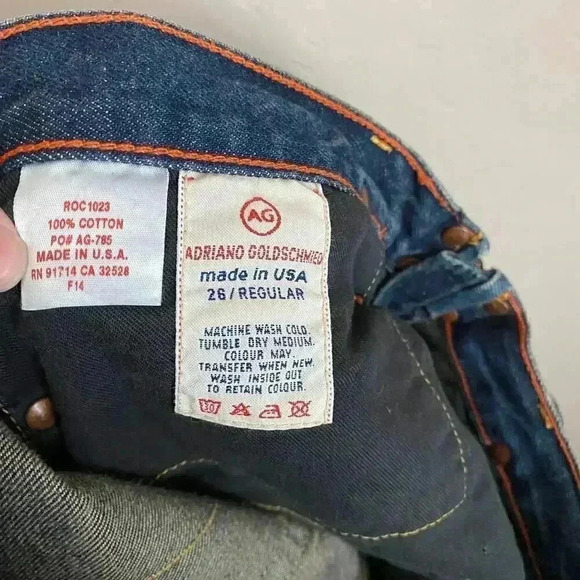 ROC1023
100% COTTON
PO# AG-785
MADE IN U.S.A.
RN 91714 CA 32528
F14
AG
ADRIANO GOLDSCHMIED
made in USA
26 / REGULAR
MACHINE WASH COLD.
TUMBLE DRY MEDIUM.
COLOUR MAY
TRANSFER WHEN NEW.
WASH INSIDE OUT
TO RETAIN COLOUR.
30